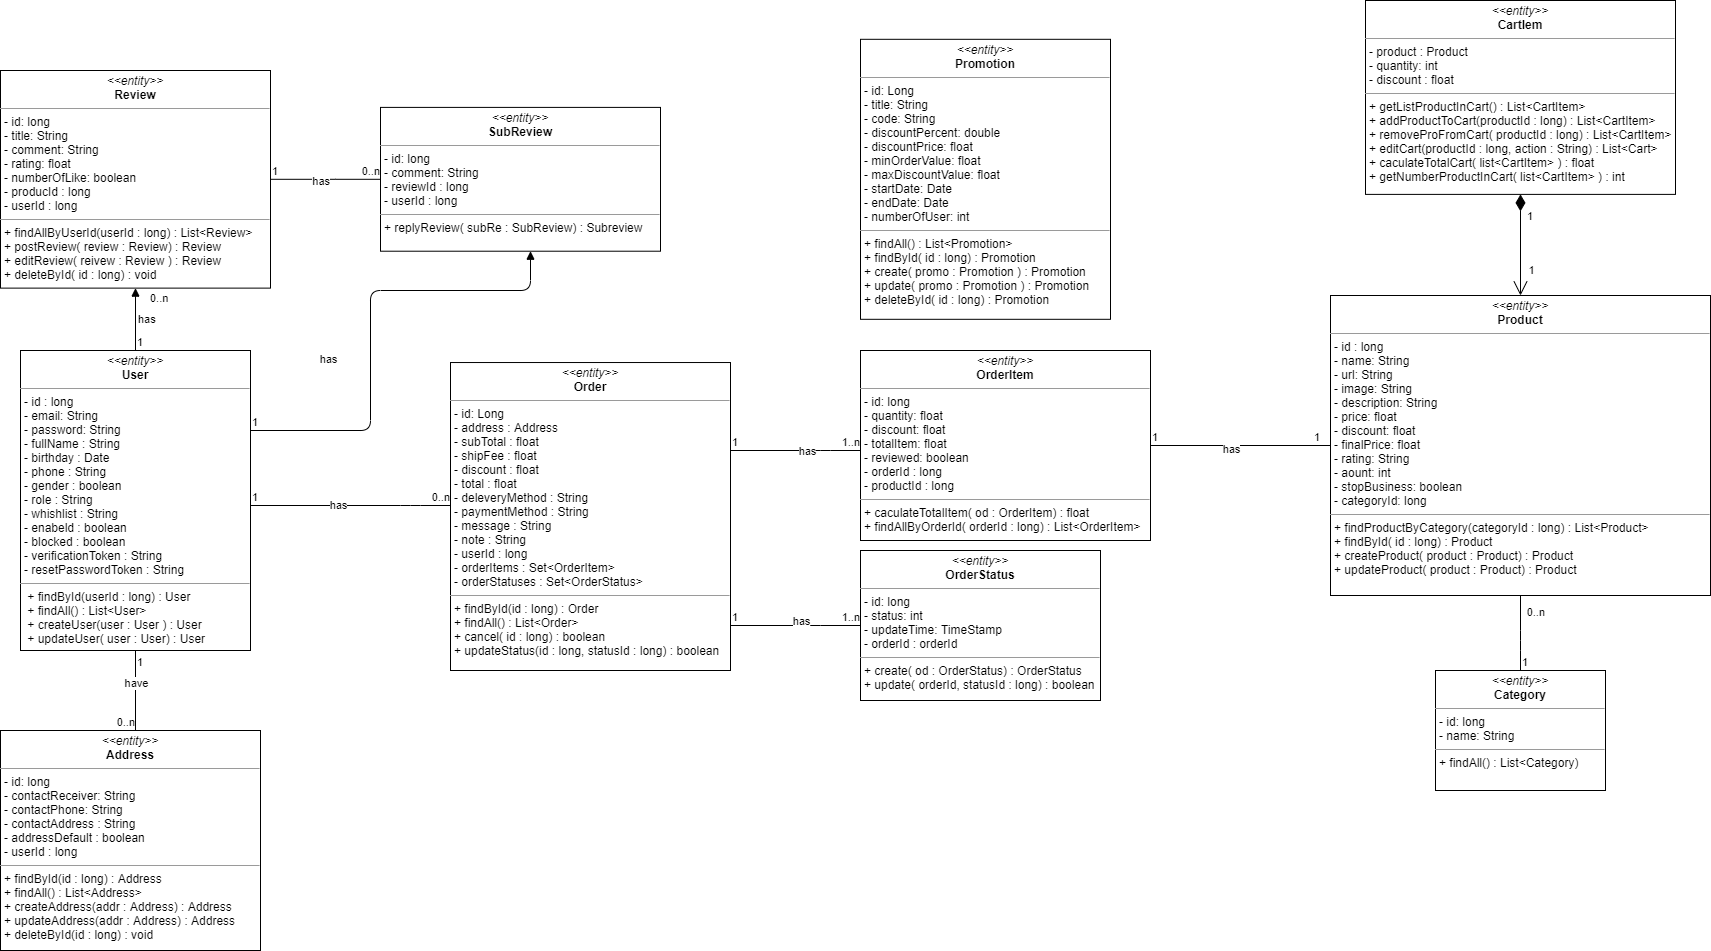 <<entity>>
Review
- id: long
- title: String
- comment: String
- rating: float
- numberOfLike: boolean
- producId : long
- userId : long
+ findAllByUserId(userId : long) : List<Review>
+ postReview( review : Review) : Review
+ editReview( reivew : Review ) : Review
+ deleteById( id : long) : void
1
has
0..n
<<entity>>
SubReview
- id: long
- comment: String
- reviewId : long
- userId : long
+ replyReview( subRe : SubReview) : Subreview
<<entity>>
Promotion
- id: Long
- title: String
- code: String
- discountPercent: double
- discountPrice: float
- minOrderValue: float
- maxDiscountValue: float
- startDate: Date
- endDate: Date
- numberOfUser: int
+ findAll() : List<Promotion>
+ findById( id : long) : Promotion
+ create( promo : Promotion ) : Promotion
+ update( promo : Promotion ) : Promotion
+ deleteById( id : long) : Promotion
<<entity>>
CartIem
- product : Product
- quantity: int
- discount : float
+ getListProductInCart() : List<CartItem>
+ addProductToCart(productId : long) : List<CartItem>
+ removeProFromCart( productId : long) : List<CartItem>
+ editCart(productId : long, action : String) : List<Cart>
+ caculateTotalCart( list<CartItem> ) : float
+ getNumberProductInCart( list<CartItem> ) : int
1
1
0..n
has
1
<<entity>>
User
- id : long
- email: String
- password: String
- fullName : String
- birthday : Date
- phone : String
- gender : boolean
- role : String
- whishlist : String
- enabeld : boolean
- blocked : boolean
- verificationToken : String
- resetPasswordToken : String
+ findById(userId : long) : User
+ findAll() : List<User>
+ createUser(user : User ) : User
+ updateUser( user : User) : User
has
1
1
has
0..n
<<entity>>
Order
- id: Long
- address : Address
- subTotal : float
- shipFee : float
- discount : float
- total : float
- deleveryMethod : String
- paymentMethod : String
- message : String
- note : String
- userId : long
- orderItems : Set<OrderItem>
- orderStatuses : Set<OrderStatus>
+ findById(id : long) : Order
+ findAll() : List<Order>
+ cancel( id : long) : boolean
+ updateStatus(id : long, statusId : long) : boolean
1
has
1..n
<<entity>>
OrderItem
- id: long
- quantity: float
- discount: float
- totalItem: float
- reviewed: boolean
- orderId : long
- productId : long
+ caculateTotalItem( od : OrderItem) : float
+ findAllByOrderId( orderId : long) : List<OrderItem>
1
has
1
1
has
1..n
<<entity>>
OrderStatus
- id: long
- status: int
- updateTime: TimeStamp
- orderId : orderId
+ create( od : OrderStatus) : OrderStatus
+ update( orderId, statusId : long) : boolean
<<entity>>
Product
- id : long
- name: String
- url: String
- image: String
- description: String
- price: float
- discount: float
- finalPrice: float
- rating: String
- aount: int
- stopBusiness: boolean
- categoryId: long
+ findProductByCategory(categoryId : long) : List<Product>
+ findById( id : long) : Product
+ createProduct( product : Product) : Product
+ updateProduct( product : Product) : Product
0..n
1
<<entity>>
Category
- id: long
- name: String
+ findAll() : List<Category)
1
have
0..n
<<entity>>
Address
- id: long
- contactReceiver: String
- contactPhone: String
- contactAddress : String
- addressDefault : boolean
- userId : long
+ findById(id : long) : Address
+ findAll() : List<Address>
+ createAddress(addr : Address) : Address
+ updateAddress(addr : Address) : Address
+ deleteById(id : long) : void